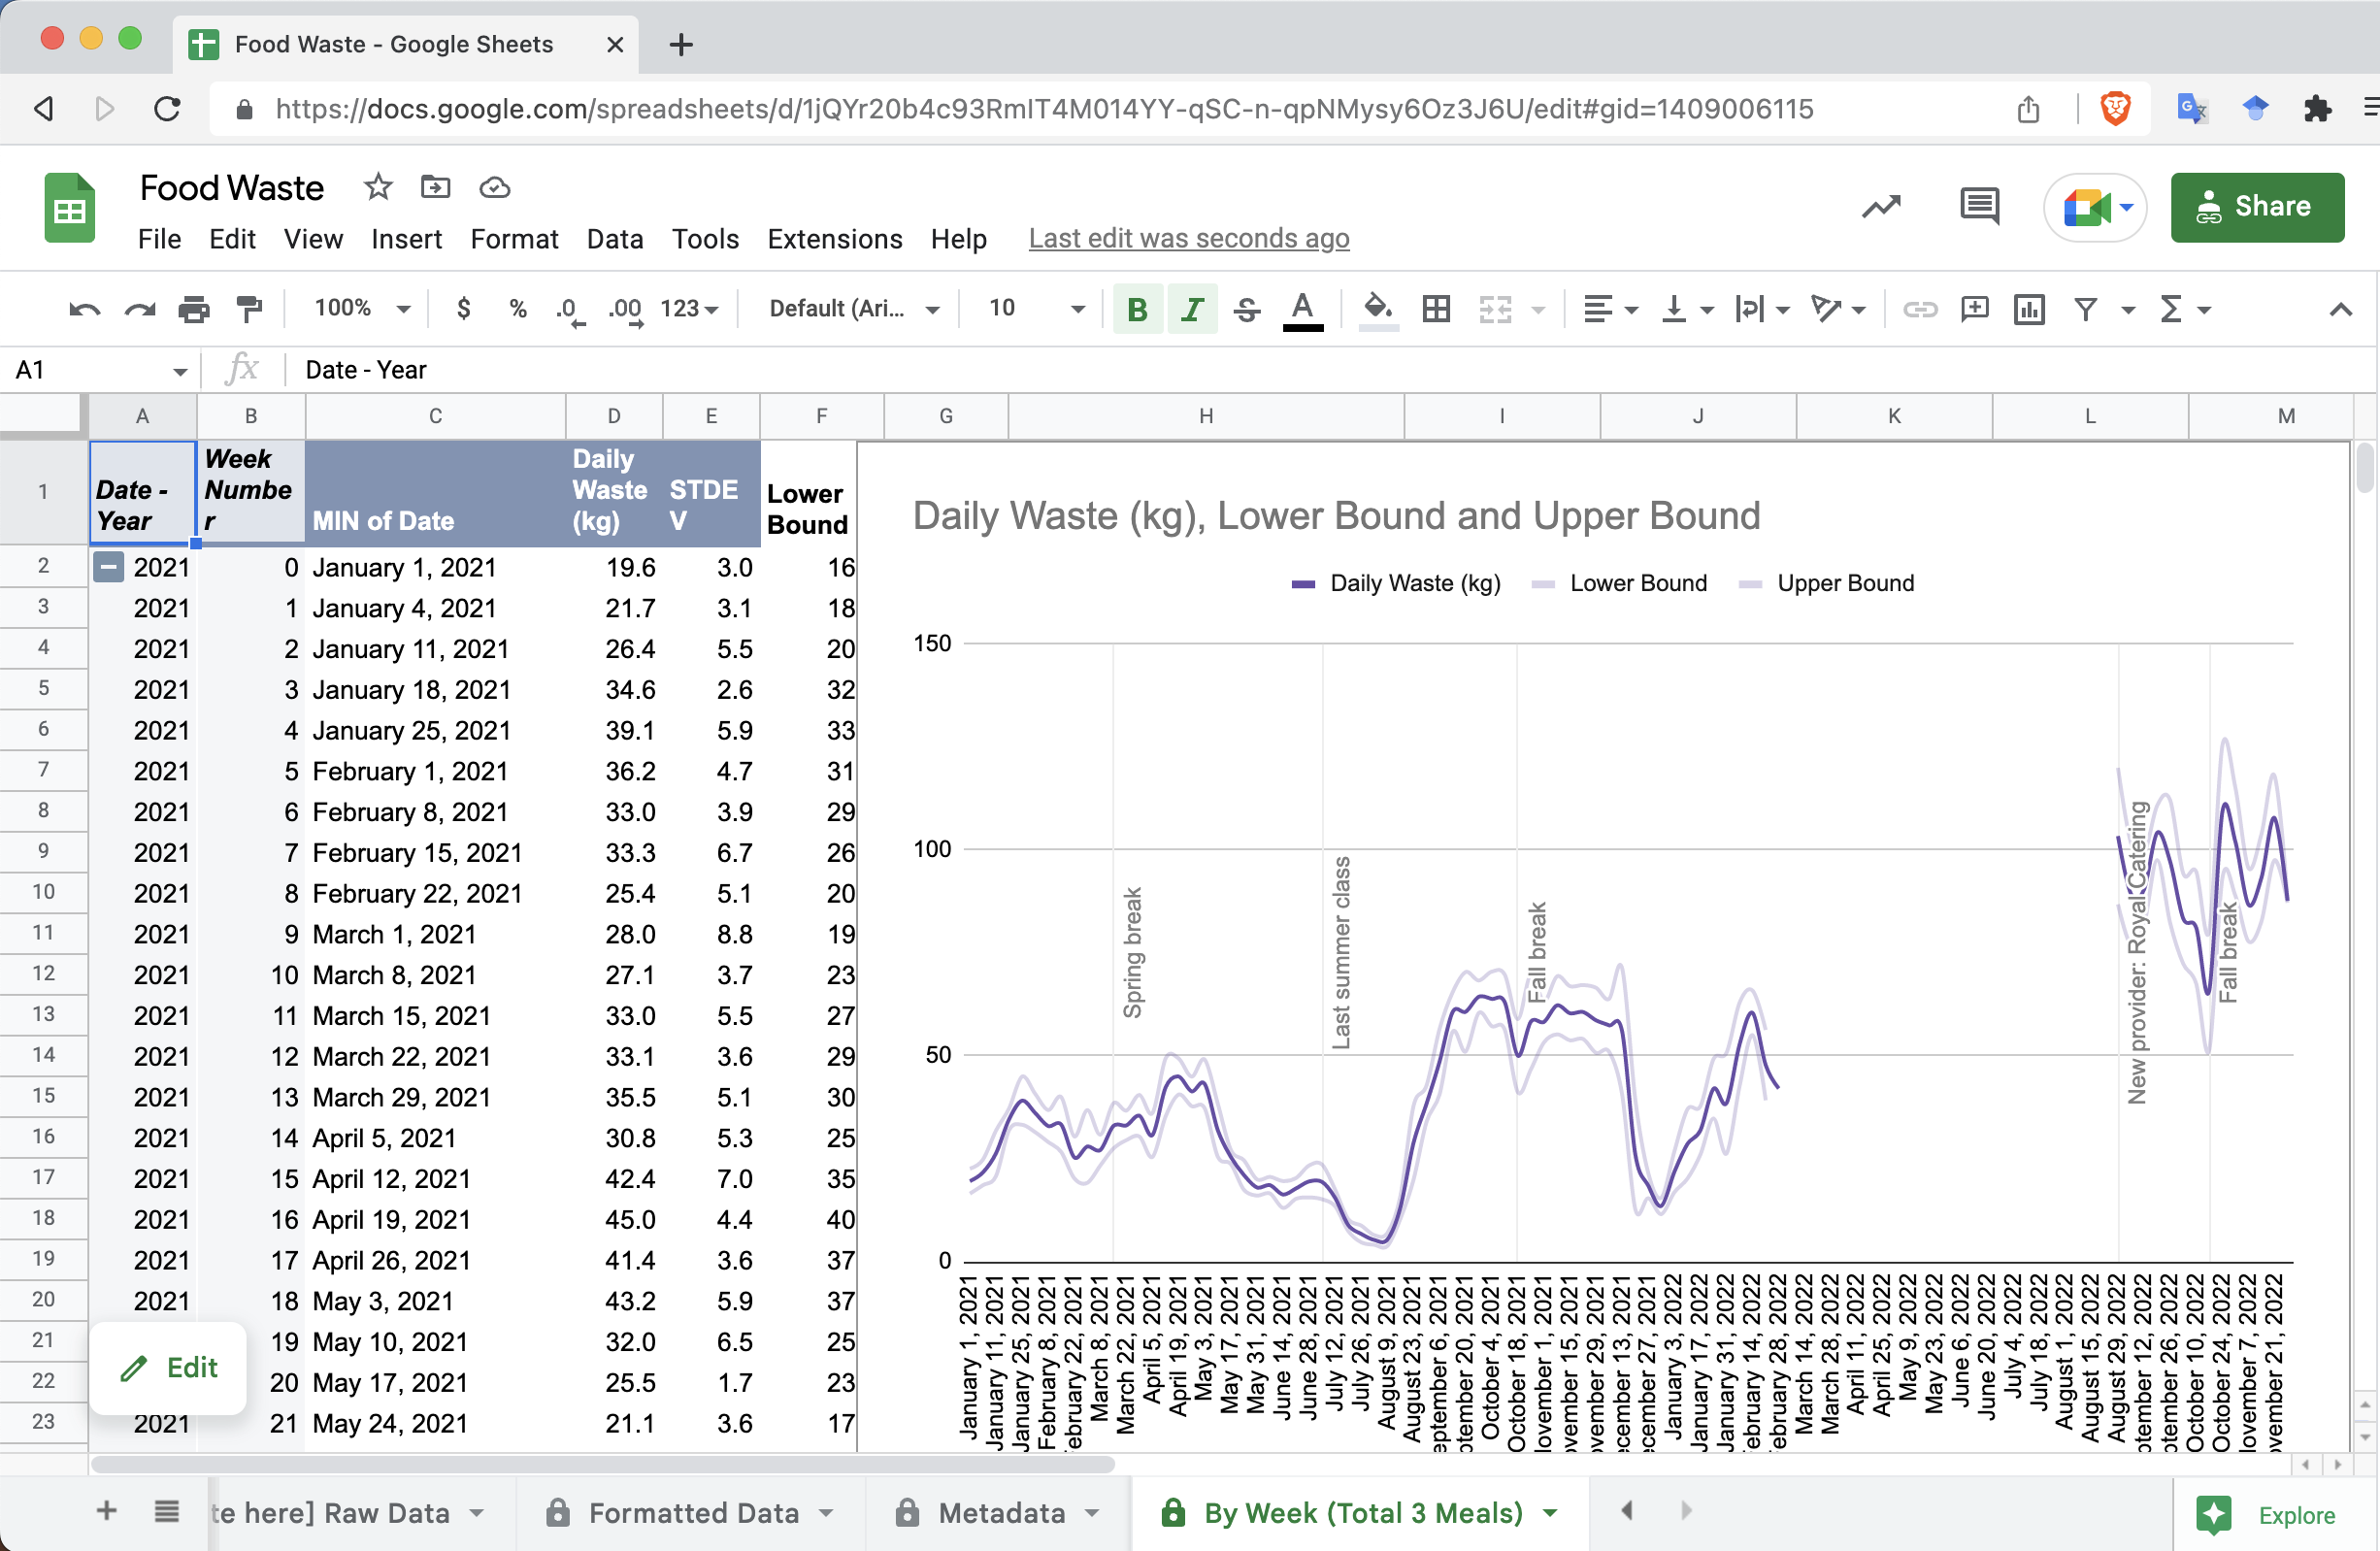 Food Waste - Google Sheets
https://docs.google.com/spreadsheets/d/1jQYr20b4c93RmIT4M014YY-qSC-n-qpNMysy6Oz3J6U/edit#gid=1409006115
Food Waste
Share
File Edit View Insert Format Data Tools Extensions Help Last edit was seconds ago
100% $ % .0 .00 123 Default (Ari... 10 B I S A
A1 fx Date - Year
A B C D E F G H I J K L M
1 Date - Year Week Number MIN of Date Daily Waste (kg) STDEV Lower Bound
2 2021 0 January 1, 2021 19.6 3.0 16
3 2021 1 January 4, 2021 21.7 3.1 18
4 2021 2 January 11, 2021 26.4 5.5 20
5 2021 3 January 18, 2021 34.6 2.6 32
6 2021 4 January 25, 2021 39.1 5.9 33
7 2021 5 February 1, 2021 36.2 4.7 31
8 2021 6 February 8, 2021 33.0 3.9 29
9 2021 7 February 15, 2021 33.3 6.7 26
10 2021 8 February 22, 2021 25.4 5.1 20
11 2021 9 March 1, 2021 28.0 8.8 19
12 2021 10 March 8, 2021 27.1 3.7 23
13 2021 11 March 15, 2021 33.0 5.5 27
14 2021 12 March 22, 2021 33.1 3.6 29
15 2021 13 March 29, 2021 35.5 5.1 30
16 2021 14 April 5, 2021 30.8 5.3 25
17 2021 15 April 12, 2021 42.4 7.0 35
18 2021 16 April 19, 2021 45.0 4.4 40
19 2021 17 April 26, 2021 41.4 3.6 37
20 2021 18 May 3, 2021 43.2 5.9 37
21 19 May 10, 2021 32.0 6.5 25
22 20 May 17, 2021 25.5 1.7 23
23 2021 21 May 24, 2021 21.1 3.6 17
Edit
Daily Waste (kg), Lower Bound and Upper Bound
Daily Waste (kg) Lower Bound Upper Bound
150
100
50
0
Spring break
Last summer class
Fall break
New provider: Royal Catering
Fall break
January 1, 2021
January 11, 2021
January 25, 2021
February 8, 2021
ebruary 22, 2021
March 8, 2021
March 22, 2021
April 5, 2021
April 19, 2021
May 3, 2021
May 17, 2021
May 31, 2021
June 14, 2021
June 28, 2021
July 12, 2021
July 26, 2021
August 9, 2021
August 23, 2021
eptember 6, 2021
ptember 20, 2021
October 4, 2021
October 18, 2021
lovember 1, 2021
ovember 15, 2021
ovember 29, 2021
ecember 13, 2021
ecember 27, 2021
January 3, 2022
January 17, 2022
January 31, 2022
ebruary 14, 2022
ebruary 28, 2022
March 14, 2022
March 28, 2022
April 11, 2022
April 25, 2022
May 9, 2022
May 23, 2022
June 6, 2022
June 20, 2022
July 4, 2022
July 18, 2022
August 1, 2022
August 15, 2022
August 29, 2022
ptember 12, 2022
ptember 26, 2022
October 10, 2022
October 24, 2022
lovember 7, 2022
ovember 21, 2022
te here] Raw Data Formatted Data Metadata By Week (Total 3 Meals) Explore